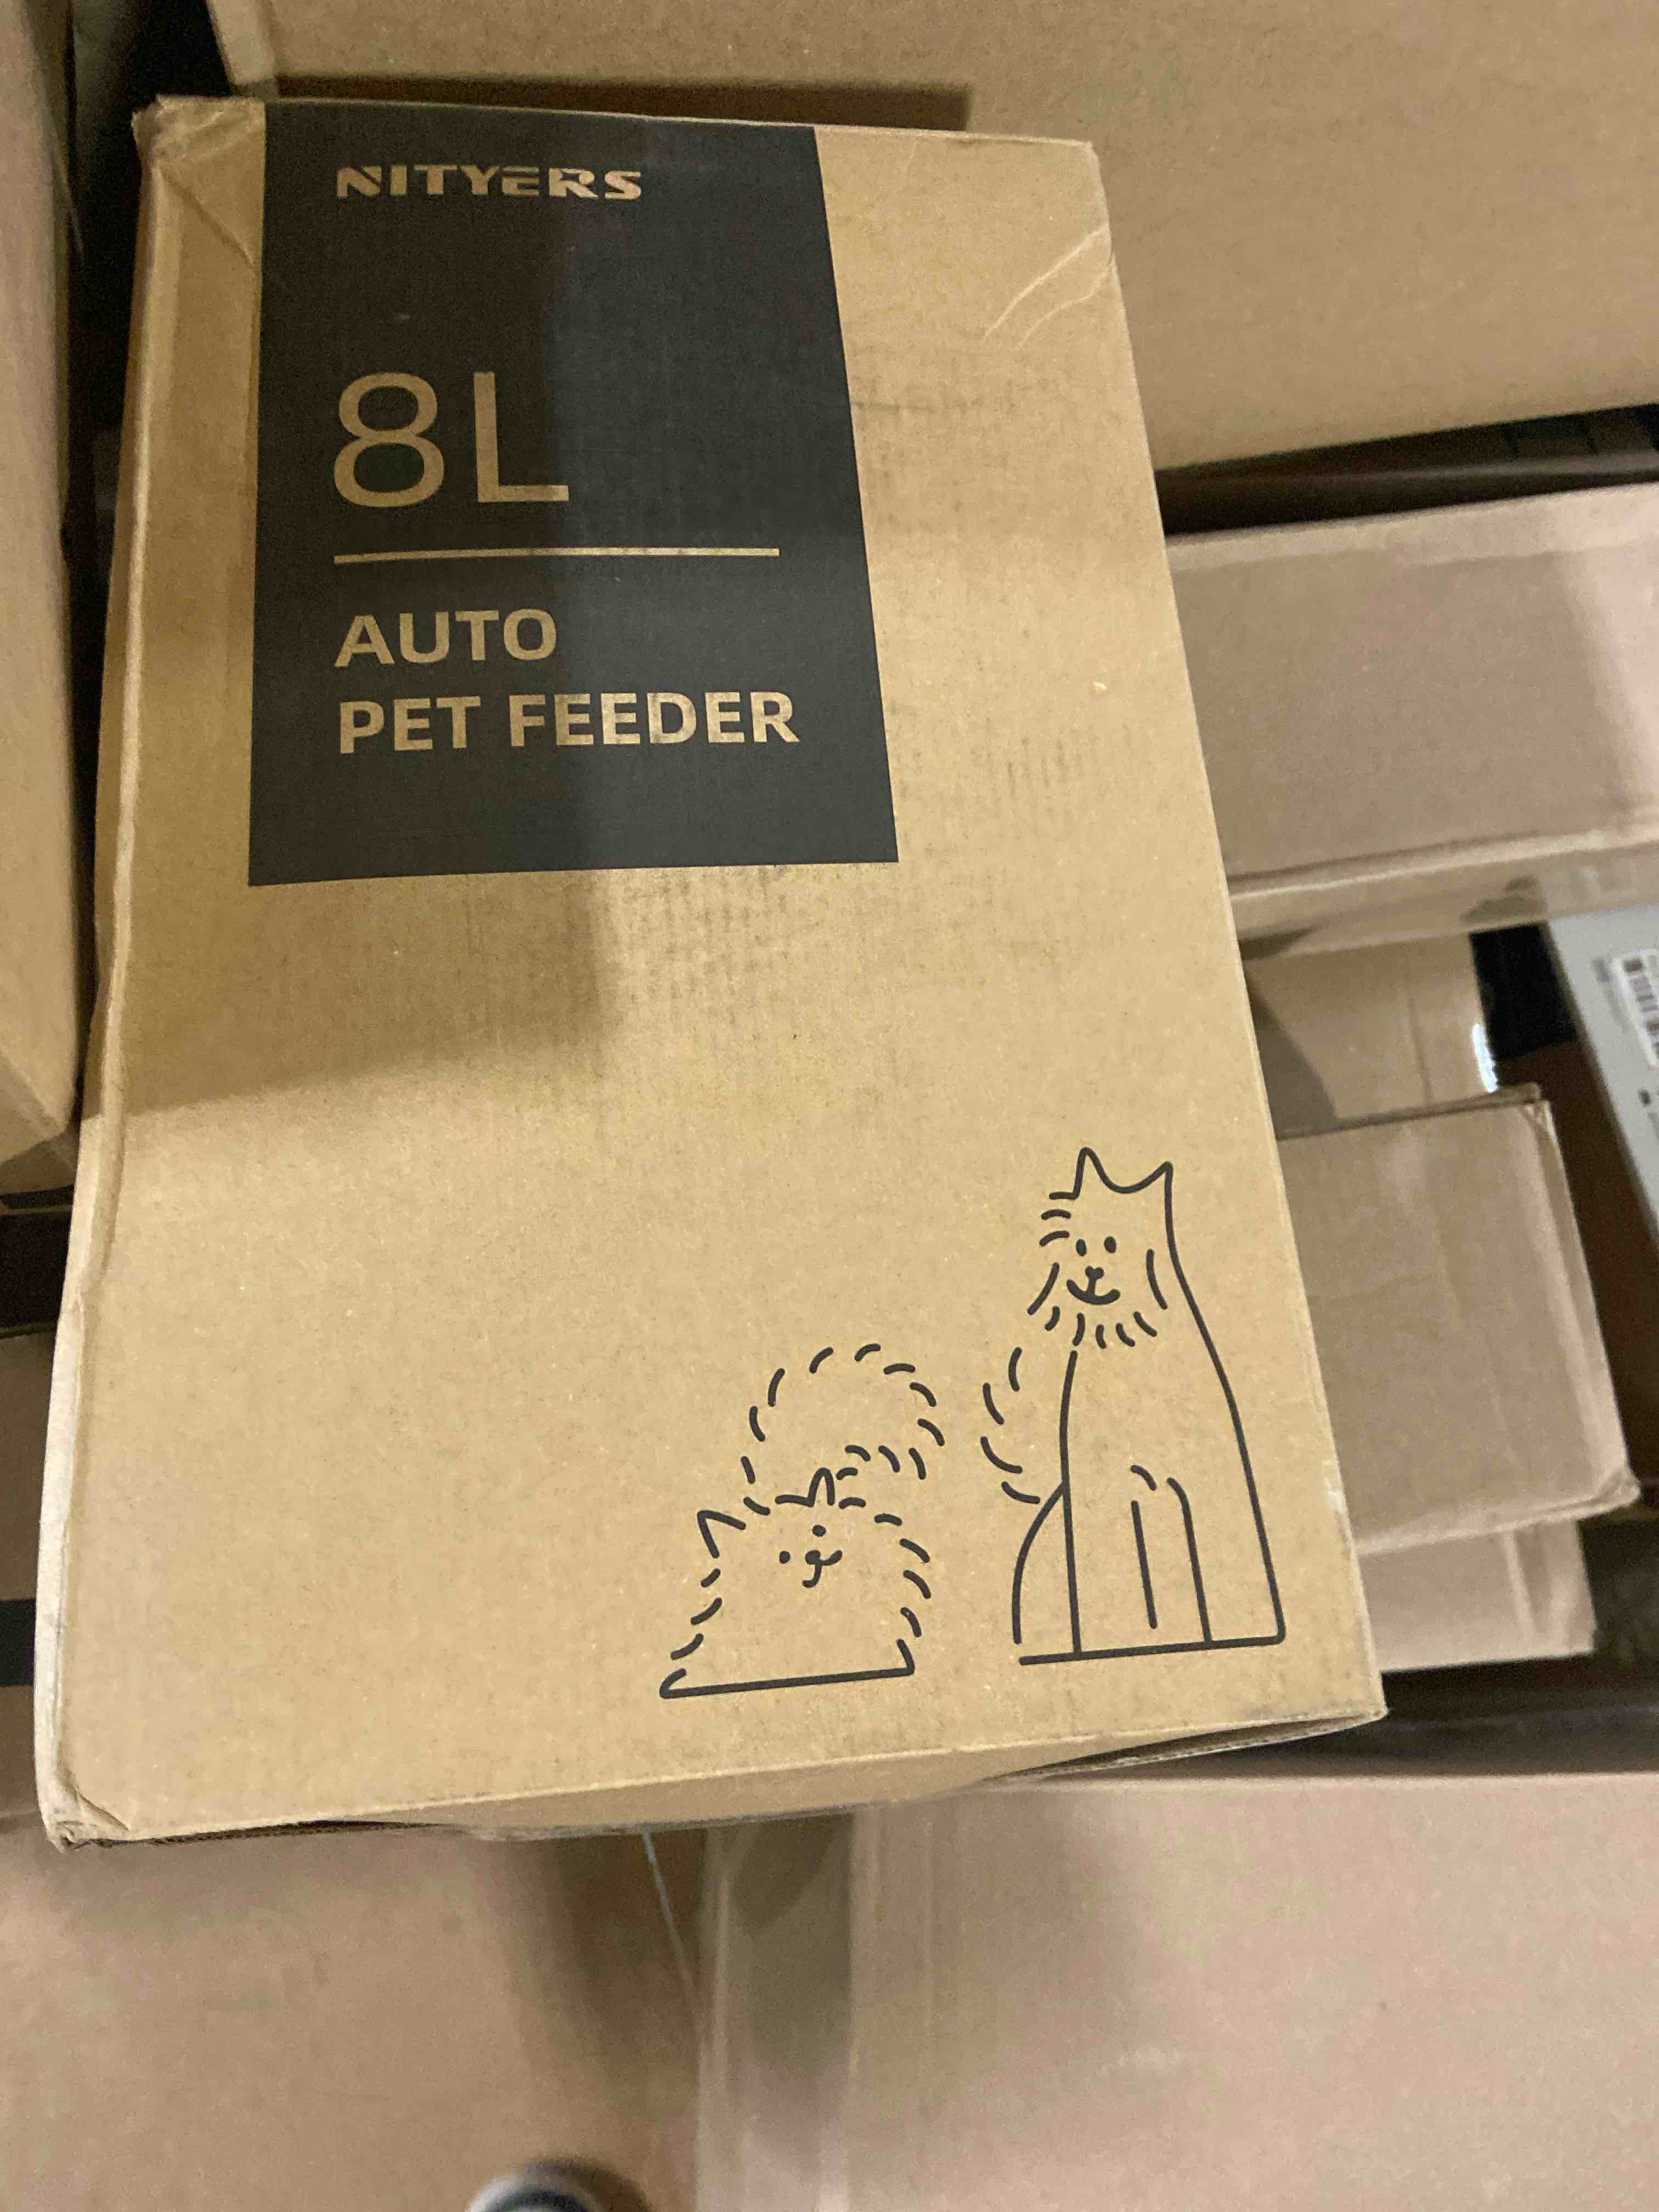 NITYERS
8L
AUTO
PET FEEDER